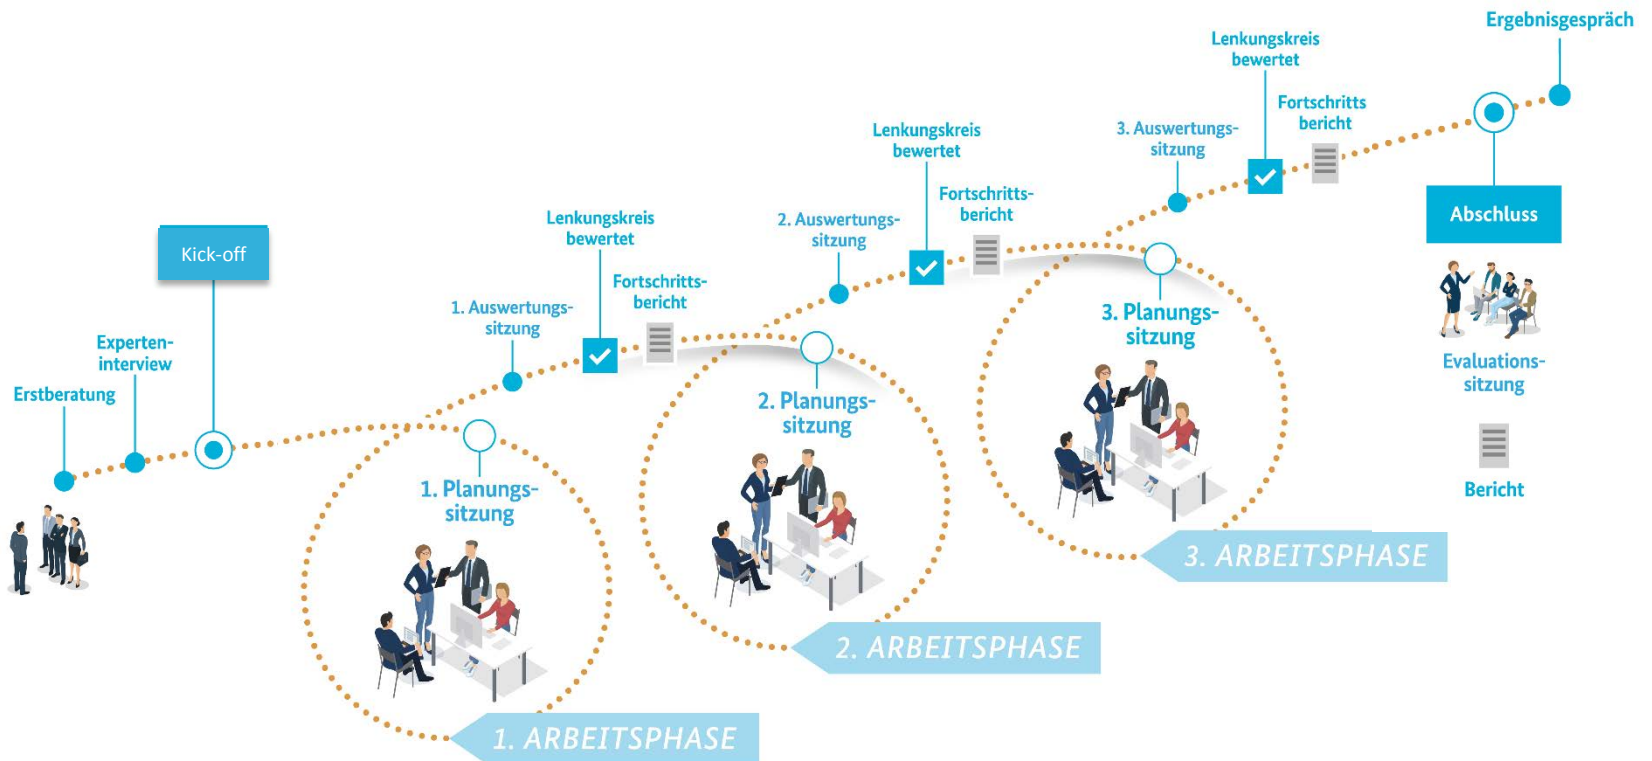 Erstberatung
Experten-
interview
Kick-off
1. Planungs-
sitzung
1. ARBEITSPHASE
1. Auswertungs-
sitzung
Lenkungskreis
bewertet
Fortschritts-
bericht
2. Planungs-
sitzung
2. ARBEITSPHASE
2. Auswertungs-
sitzung
Lenkungskreis
bewertet
Fortschritts-
bericht
3. Planungs-
sitzung
3. ARBEITSPHASE
3. Auswertungs-
sitzung
Lenkungskreis
bewertet
Fortschritts
bericht
Abschluss
Evaluations-
sitzung
Bericht
Ergebnisgespräch